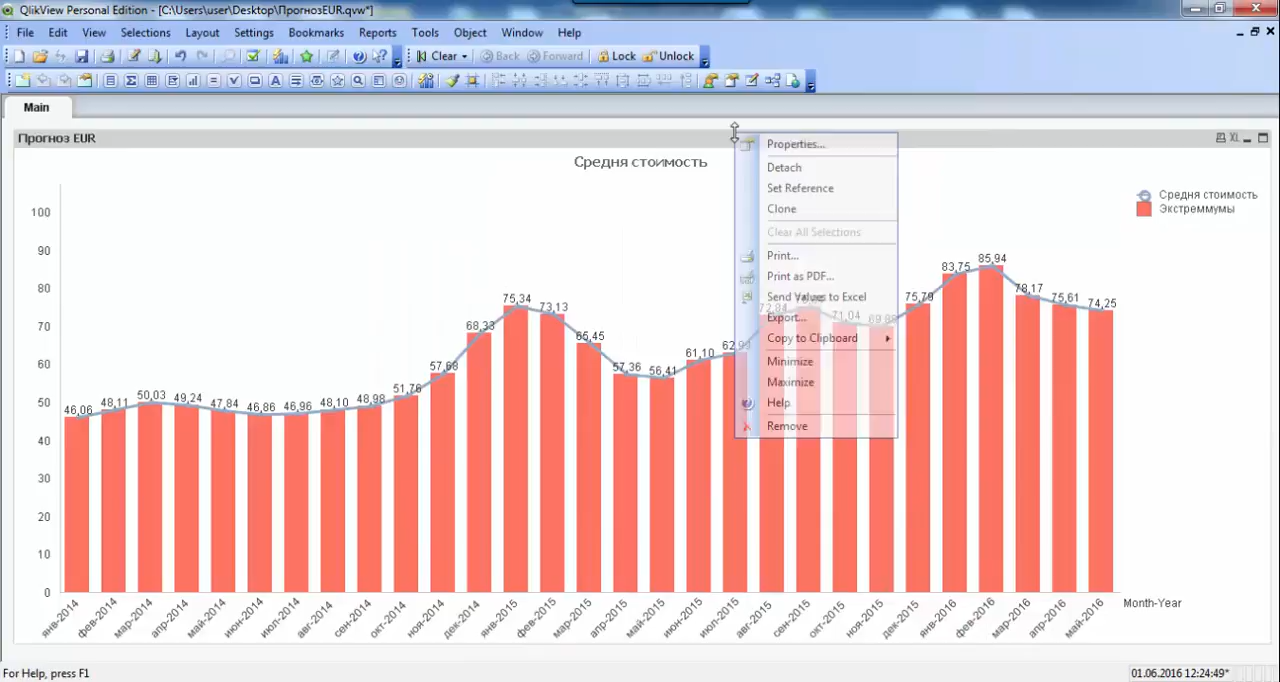 QlikView Personal Edition - [C:\Users\user\Desktop\ПрогнозEUR.qvw*]
File Edit View Selections Layout Settings Bookmarks Reports Tools Object Window Help
Clear Back Forward Lock Unlock
Main
Прогноз EUR
XL
Средня стоимость
Средня стоимость
Экстреммумы
Properties...
Detach
Set Reference
Clone
Clear All Selections
Print...
Print as PDF...
Send Values to Excel
Export...
Copy to Clipboard
Minimize
Maximize
Help
Remove
100
90
80
70
60
50
40
30
20
10
0
46,06 48,11 50,03 49,24 47,84 46,86 46,96 48,10 48,98 51,76 57,68 68,33 75,34 73,13 65,45 57,36 56,41 61,10 72,84 71,04 75,79 83,75 85,94 78,17 75,61 74,25
янв-2014 фев-2014 мар-2014 апр-2014 май-2014 июн-2014 июл-2014 авг-2014 сен-2014 окт-2014 ноя-2014 дек-2014 янв-2015 фев-2015 мар-2015 апр-2015 май-2015 июн-2015 июл-2015 авг-2015 сен-2015 окт-2015 ноя-2015 дек-2015 янв-2016 фев-2016 мар-2016 апр-2016 май-2016
Month-Year
For Help, press F1
01.06.2016 12:24:49*